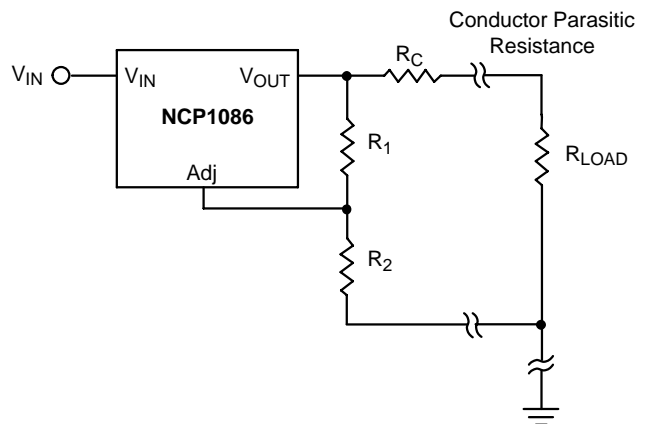 Conductor Parasitic
Resistance
R_C
V_IN
V_IN
V_OUT
NCP1086
R_1
R_LOAD
Adj
R_2